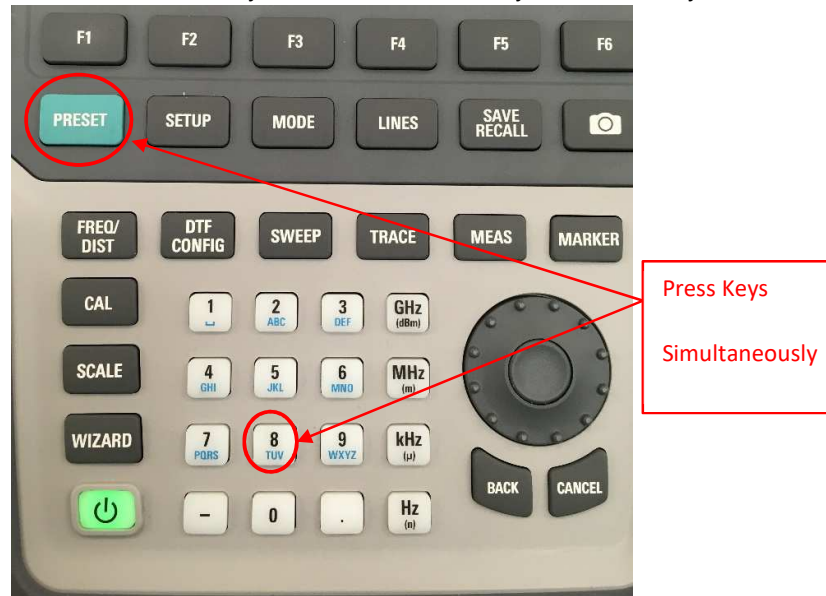 F1 F2 F3 F4 F5 F6
PRESET SETUP MODE LINES SAVE
RECALL
FREQ/
DIST DTF
CONFIG SWEEP TRACE MEAS MARKER
CAL 1 2
ABC 3
DEF GHz
(dBm)
Press Keys
Simultaneously
SCALE 4
GHI 5
JKL 6
MNO MHz
(m)
WIZARD 7
PQRS 8
TUV 9
WXYZ kHz
(μ)
BACK CANCEL
– 0 . Hz
(n)